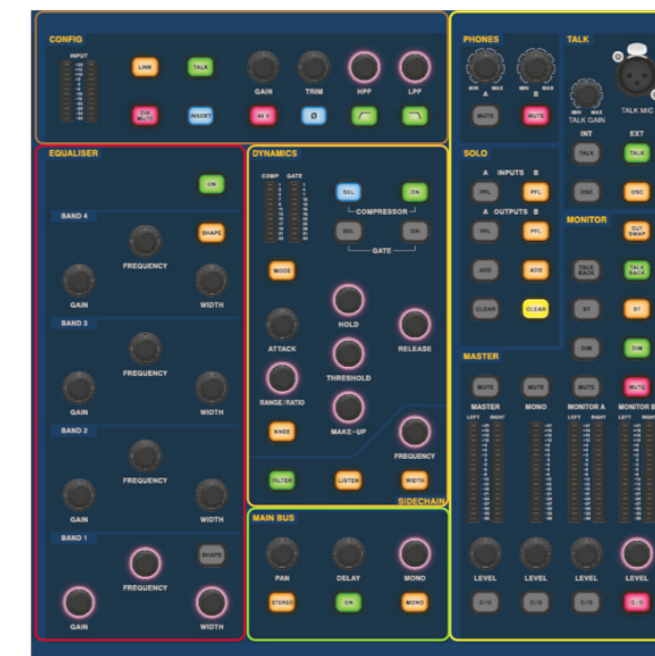 CONFIG
INPUT
LINK
TALK
GAIN
TRIM
HPF
LPF
DIM
MUTE
INSERT
48 V
Ø
EQUALISER
ON
BAND 4
SHAPE
FREQUENCY
GAIN
WIDTH
BAND 3
FREQUENCY
GAIN
WIDTH
BAND 2
FREQUENCY
GAIN
WIDTH
BAND 1
SHAPE
FREQUENCY
GAIN
WIDTH
DYNAMICS
COMP GATE
SEL
ON
COMPRESSOR
SEL
ON
GATE
MODE
HOLD
ATTACK
RELEASE
THRESHOLD
RANGE/RATIO
KNEE
MAKE-UP
FREQUENCY
FILTER
LISTEN
WIDTH
SIDECHAIN
MAIN BUS
PAN
DELAY
MONO
STEREO
ON
MONO
PHONES
MIN MAX
MIN MAX
A
B
MUTE
MUTE
TALK
MIN MAX
TALK GAIN
TALK MIC
INT
EXT
TALK
TALK
OSC
OSC
SOLO
A INPUTS B
PFL
PFL
A OUTPUTS B
PFL
PFL
ADD
ADD
CLEAR
CLEAR
MONITOR
OUT
SWAP
TALK
BACK
TALK
BACK
ST
ST
DIM
DIM
MASTER
MUTE
MUTE
MUTE
MUTE
MASTER
MONO
MONITOR A
MONITOR B
LEFT RIGHT
LEFT RIGHT
LEFT RIGHT
LEVEL
LEVEL
LEVEL
LEVEL
C/O
C/O
C/O
C/O